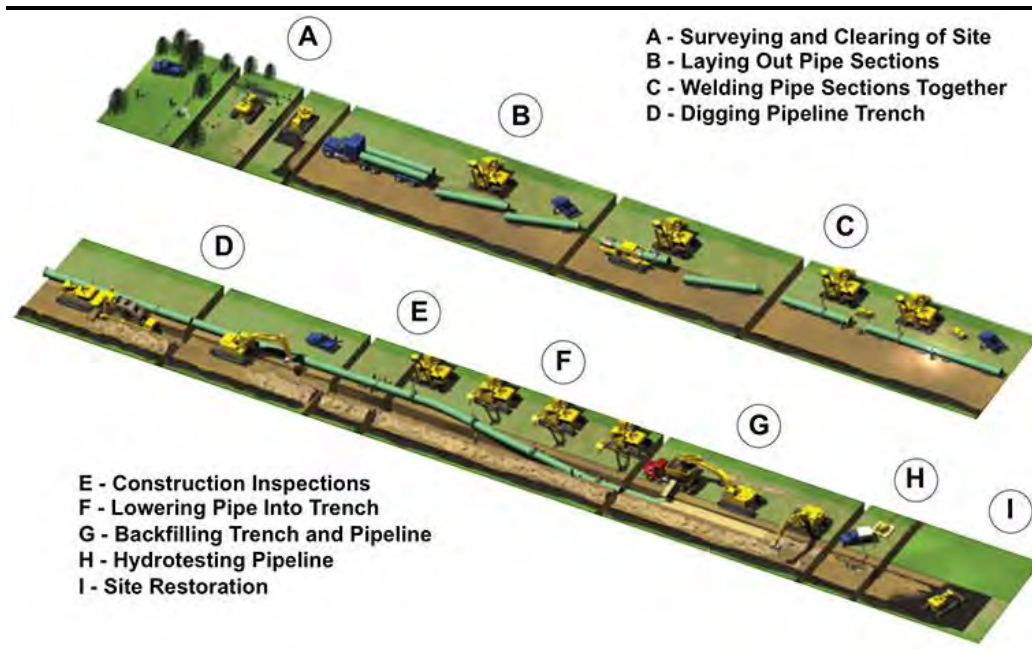 A
A - Surveying and Clearing of Site
B - Laying Out Pipe Sections
C - Welding Pipe Sections Together
D - Digging Pipeline Trench
B
C
D
E
F
G
H
I
E - Construction Inspections
F - Lowering Pipe Into Trench
G - Backfilling Trench and Pipeline
H - Hydrotesting Pipeline
I - Site Restoration